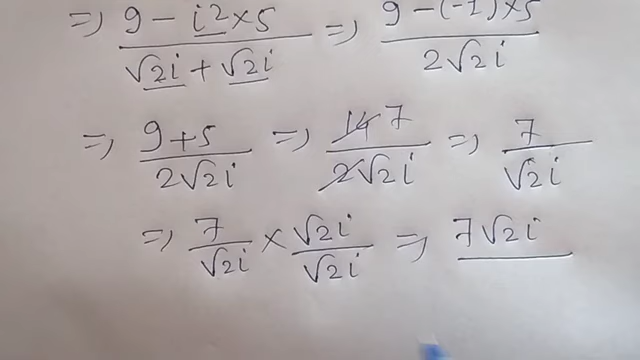 ⇒ (9 - i² × 5)/(√2i + √2i) ⇒ (9 - (-1) × 5)/(2√2i)
⇒ (9 + 5)/(2√2i) ⇒ (14 7)/(2√2i) ⇒ 7/(√2i)
⇒ 7/(√2i) × (√2i)/(√2i) ⇒ 7√2i